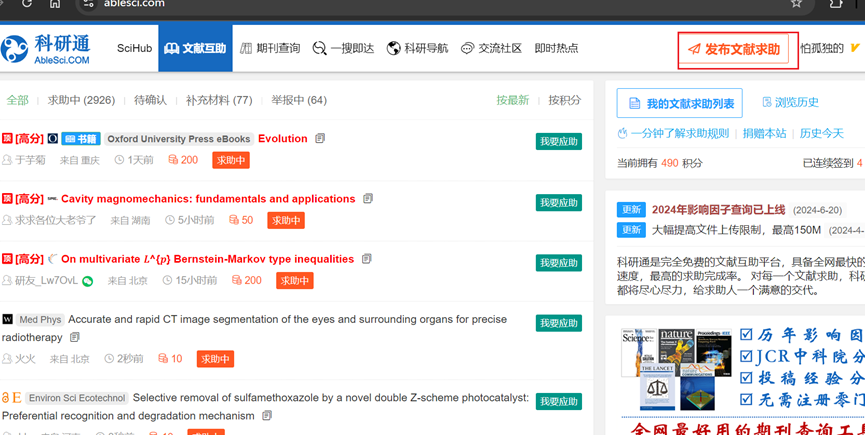 ablesci.com
科研通
AbleSci.COM
SciHub 文献互助 期刊查询 一搜即达 科研导航 交流社区 即时热点 发布文献求助 怕孤独的
全部 求助中 (2926) 待确认 补充材料 (77) 举报中 (64) 按最新 按积分
顶 [高分] 书籍 Oxford University Press eBooks Evolution 我要应助
于芋菊 来自 重庆 1天前 200 求助中
顶 [高分] Cavity magnomechanics: fundamentals and applications 我要应助
求求各位大老爷了 来自 湖南 5小时前 50 求助中
顶 [高分] On multivariate 𝐿^{𝑝} Bernstein-Markov type inequalities 我要应助
研友_Lw7OvL 来自 北京 15小时前 200 求助中
W Med Phys Accurate and rapid CT image segmentation of the eyes and surrounding organs for precise 我要应助
radiotherapy
火火 来自 北京 2秒前 10 求助中
Environ Sci Ecotechnol Selective removal of sulfamethoxazole by a novel double Z-scheme photocatalyst: 我要应助
Preferential recognition and degradation mechanism
我的文献求助列表 浏览历史
一分钟了解求助规则 捐赠本站 历史今天
当前拥有 490 积分 已连续签到 4
更新 2024年影响因子查询已上线 (2024-6-20)
更新 大幅提高文件上传限制，最高150M (2024-4-
科研通是完全免费的文献互助平台，具备全网最快的
速度，最高的求助完成率。 对每一个文献求助，科研
都将尽心尽力，给求助人一个满意的交代。
Science nature Proceedings
THE LANCET
历年影响因
JCR中科院分
投稿经验分
无需注册零门
全网最好用的期刊查询工具